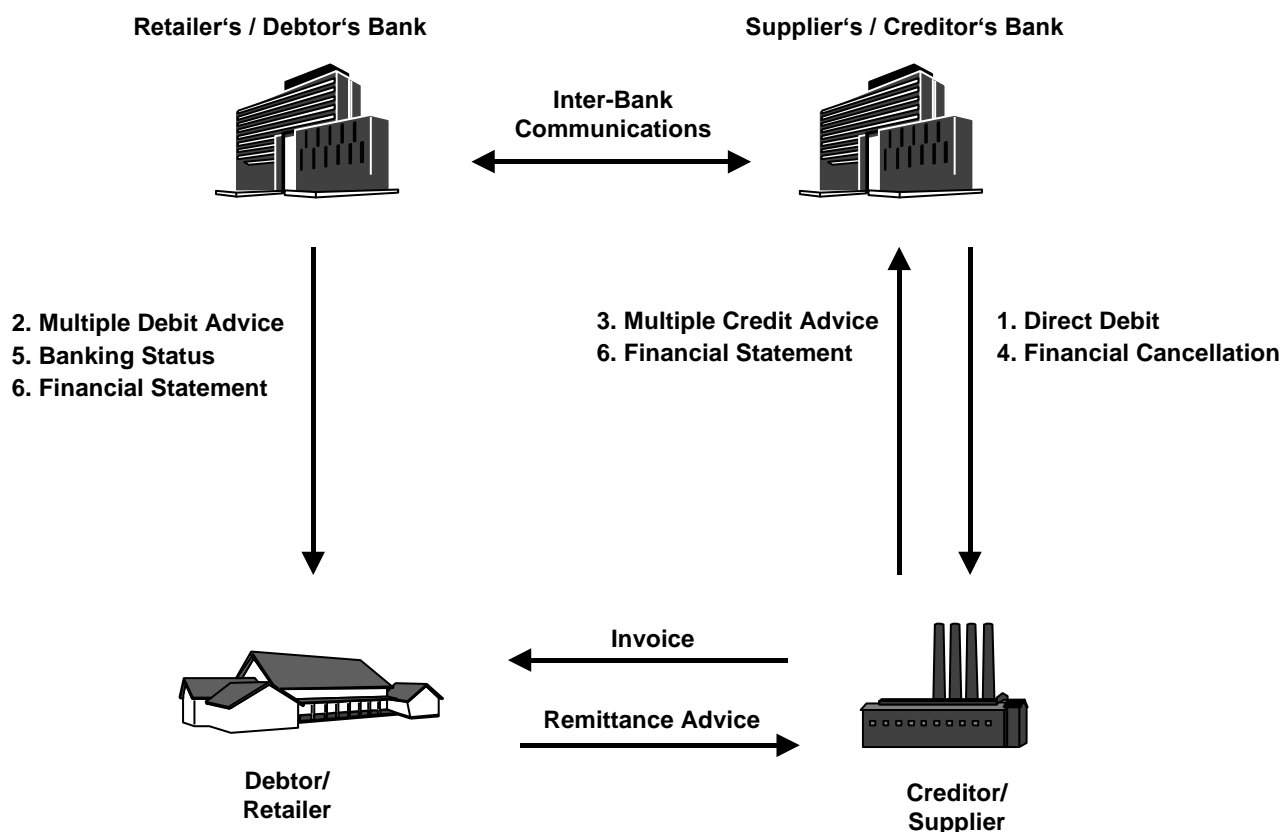 Retailer‘s / Debtor‘s Bank
Supplier‘s / Creditor‘s Bank
Inter-Bank
Communications
2. Multiple Debit Advice
5. Banking Status
6. Financial Statement
3. Multiple Credit Advice
6. Financial Statement
1. Direct Debit
4. Financial Cancellation
Invoice
Remittance Advice
Debtor/
Retailer
Creditor/
Supplier